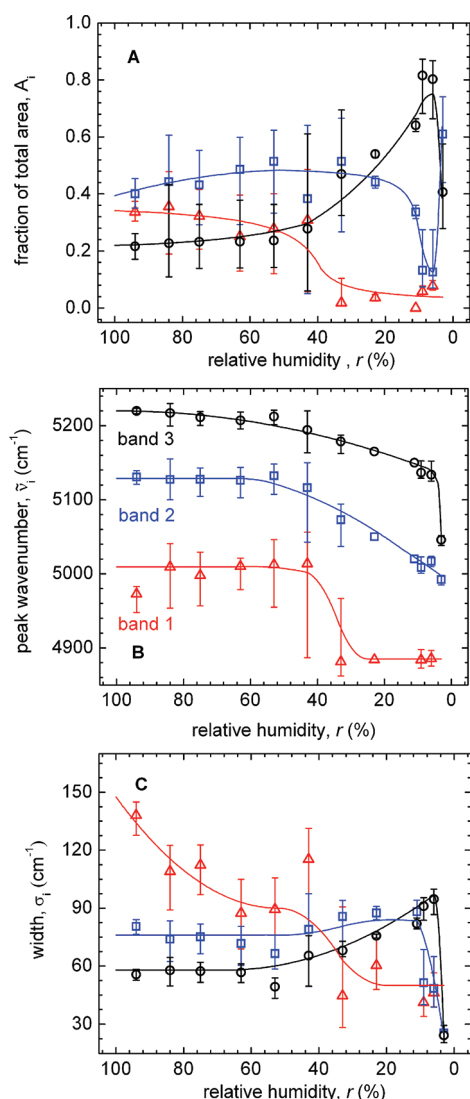 A
fraction of total area, Aᵢ
1.0
0.8
0.6
0.4
0.2
0.0
100 80 60 40 20 0
relative humidity , r (%)
peak wavenumber, ṽᵢ (cm⁻¹)
5200
5100
5000
4900
band 3
band 2
band 1
B
100 80 60 40 20 0
relative humidity, r (%)
C
width, σᵢ (cm⁻¹)
150
120
90
60
30
100 80 60 40 20 0
relative humidity, r (%)